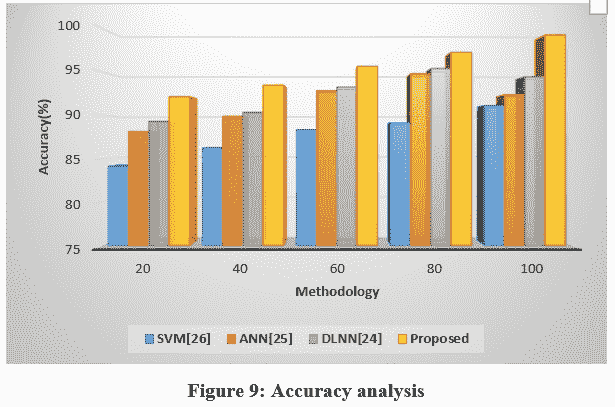 100
95
90
85
80
75
Accuracy(%)
20 40 60 80 100
Methodology
SVM[26] ANN[25] DLNN[24] Proposed
Figure 9: Accuracy analysis